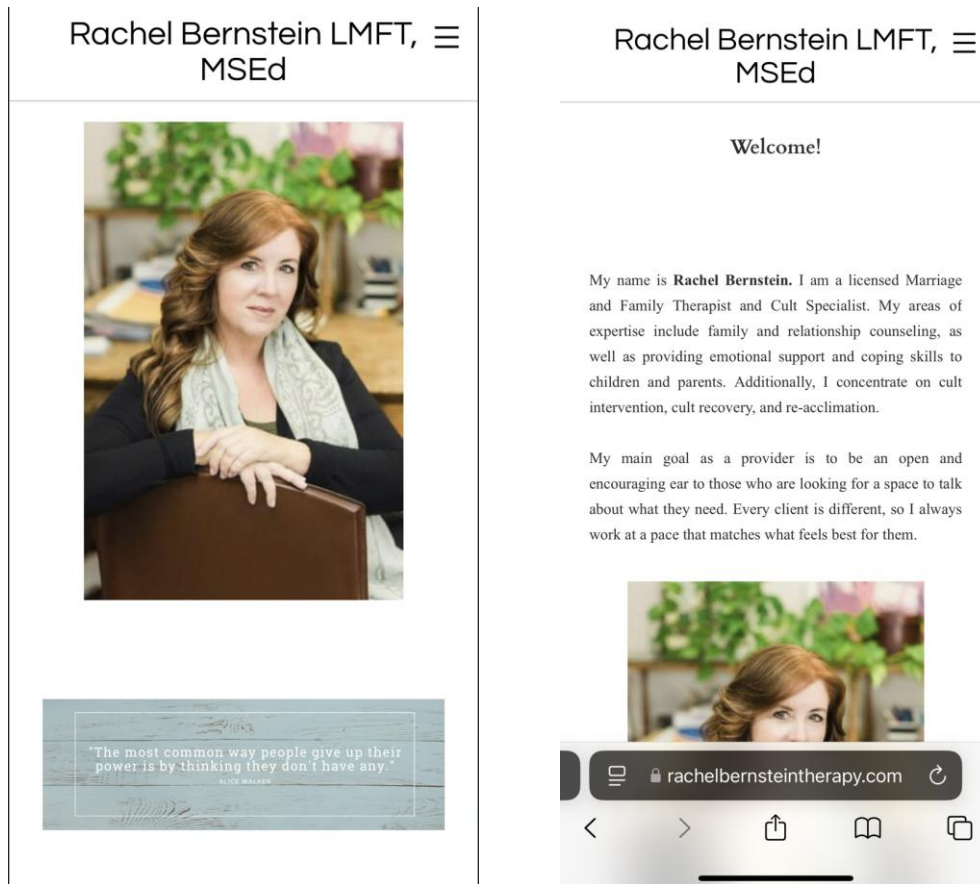 Rachel Bernstein LMFT,
MSEd
"The most common way people give up their
power is by thinking they don't have any."
ALICE WALKER
Rachel Bernstein LMFT,
MSEd
Welcome!
My name is Rachel Bernstein. I am a licensed Marriage
and Family Therapist and Cult Specialist. My areas of
expertise include family and relationship counseling, as
well as providing emotional support and coping skills to
children and parents. Additionally, I concentrate on cult
intervention, cult recovery, and re-acclimation.
My main goal as a provider is to be an open and
encouraging ear to those who are looking for a space to talk
about what they need. Every client is different, so I always
work at a pace that matches what feels best for them.
rachelbernsteintherapy.com